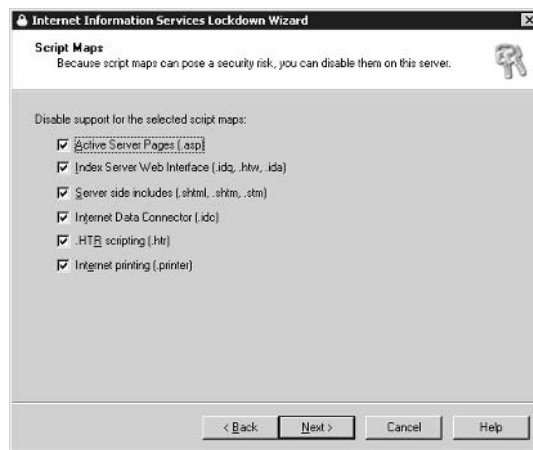 Internet Information Services Lockdown Wizard
Script Maps
Because script maps can pose a security risk, you can disable them on this server.
Disable support for the selected script maps:
Active Server Pages (.asp)
Index Server Web Interface (.idq, .htw, .ida)
Server side includes (.shtml, .shtm, .stm)
Internet Data Connector (.idc)
.HTR scripting (.htr)
Internet printing (.printer)
< Back Next > Cancel Help